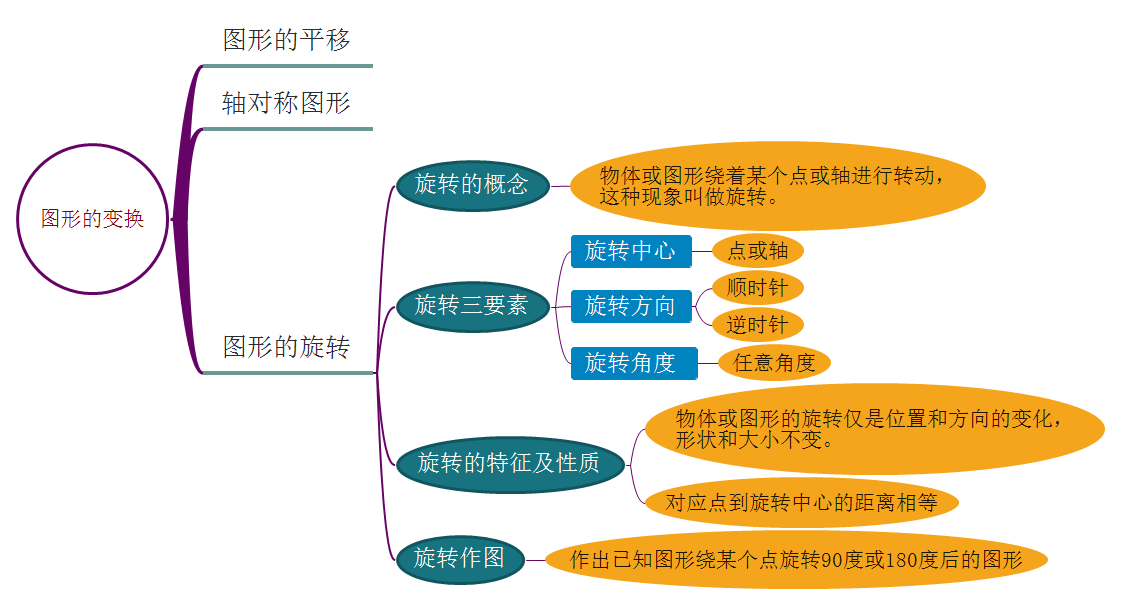 图形的变换
图形的平移
轴对称图形
图形的旋转
旋转的概念
物体或图形绕着某个点或轴进行转动，
这种现象叫做旋转。
旋转三要素
旋转中心
点或轴
旋转方向
顺时针
逆时针
旋转角度
任意角度
旋转的特征及性质
物体或图形的旋转仅是位置和方向的变化，
形状和大小不变。
对应点到旋转中心的距离相等
旋转作图
作出已知图形绕某个点旋转90度或180度后的图形